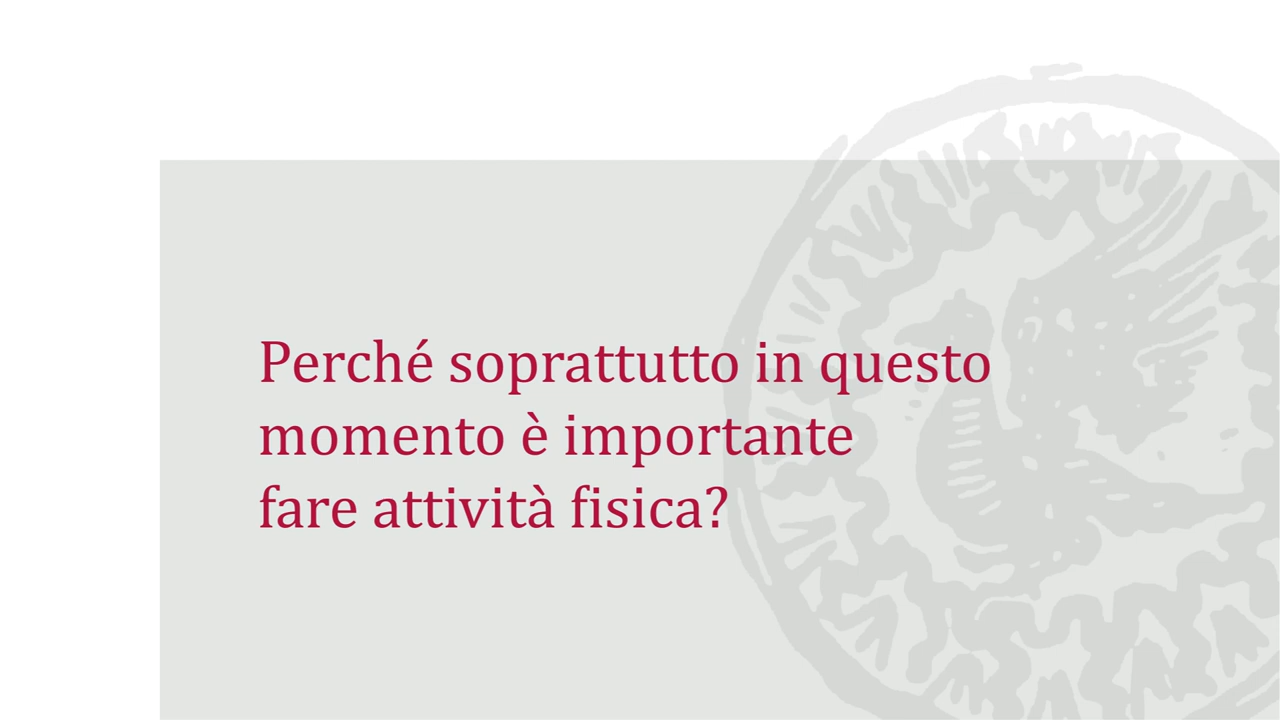 Perché soprattutto in questo
momento è importante
fare attività fisica?